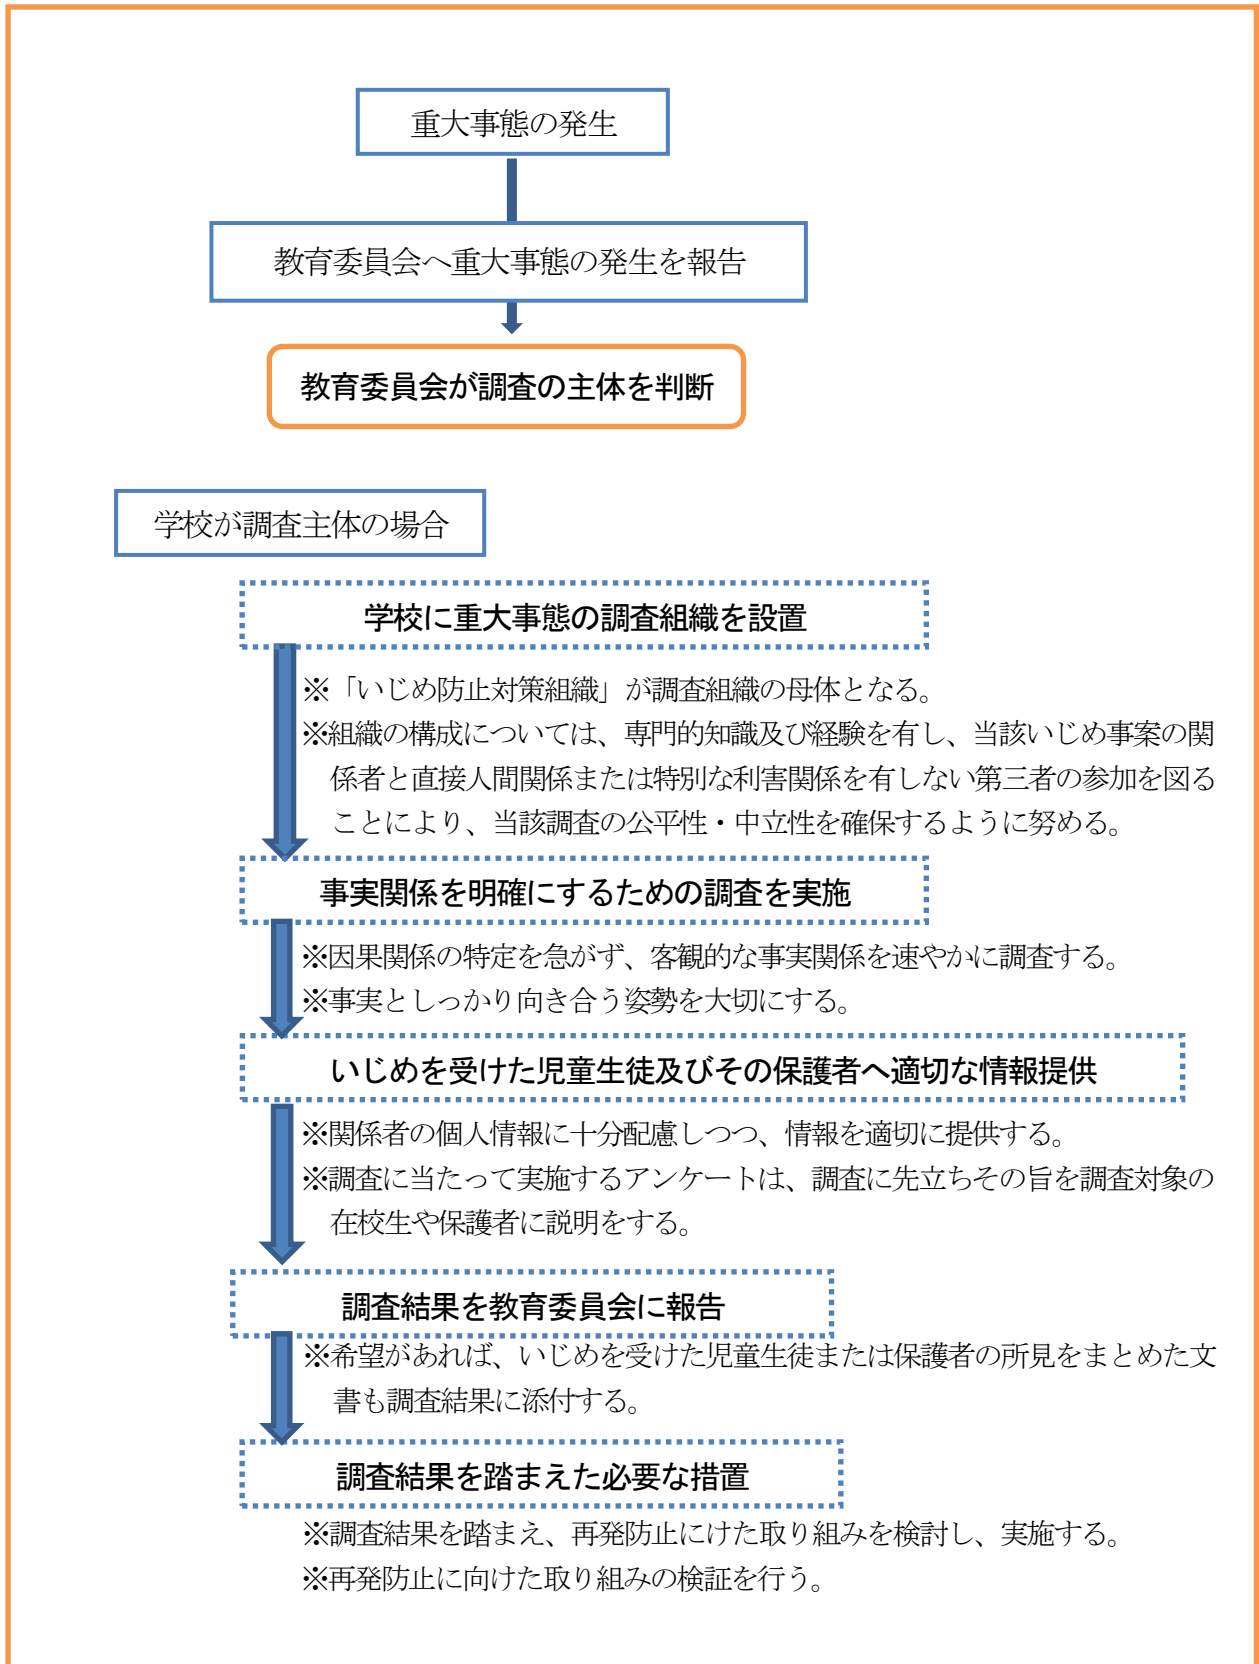 重大事態の発生
教育委員会へ重大事態の発生を報告
教育委員会が調査の主体を判断
学校が調査主体の場合
学校に重大事態の調査組織を設置
※「いじめ防止対策組織」が調査組織の母体となる。
※組織の構成については、専門的知識及び経験を有し、当該いじめ事案の関
係者と直接人間関係または特別な利害関係を有しない第三者の参加を図る
ことにより、当該調査の公平性・中立性を確保するように努める。
事実関係を明確にするための調査を実施
※因果関係の特定を急がず、客観的な事実関係を速やかに調査する。
※事実としっかり向き合う姿勢を大切にする。
いじめを受けた児童生徒及びその保護者へ適切な情報提供
※関係者の個人情報に十分配慮しつつ、情報を適切に提供する。
※調査に当たって実施するアンケートは、調査に先立ちその旨を調査対象の
在校生や保護者に説明をする。
調査結果を教育委員会に報告
※希望があれば、いじめを受けた児童生徒または保護者の所見をまとめた文
書も調査結果に添付する。
調査結果を踏まえた必要な措置
※調査結果を踏まえ、再発防止にけた取り組みを検討し、実施する。
※再発防止に向けた取り組みの検証を行う。